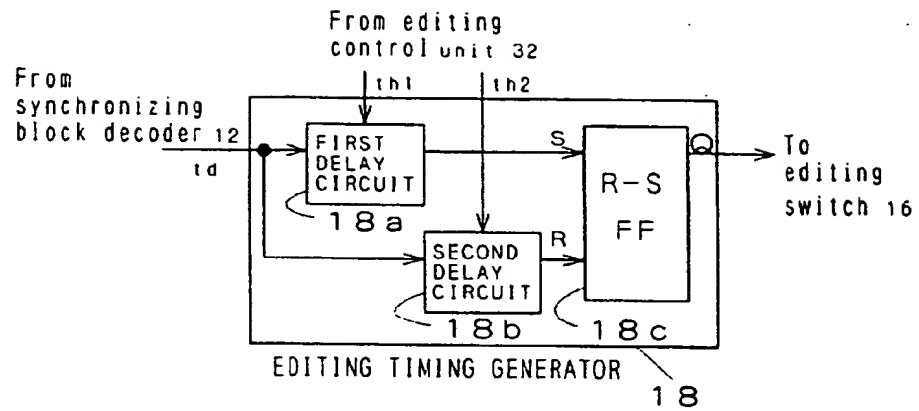 From editing
control unit 32
From
synchronizing
block decoder 12
th1
th2
td
FIRST
DELAY
CIRCUIT
18a
S
R-S
FF
Q
To
editing
switch 16
SECOND
DELAY
CIRCUIT
R
18b
18c
EDITING TIMING GENERATOR
18